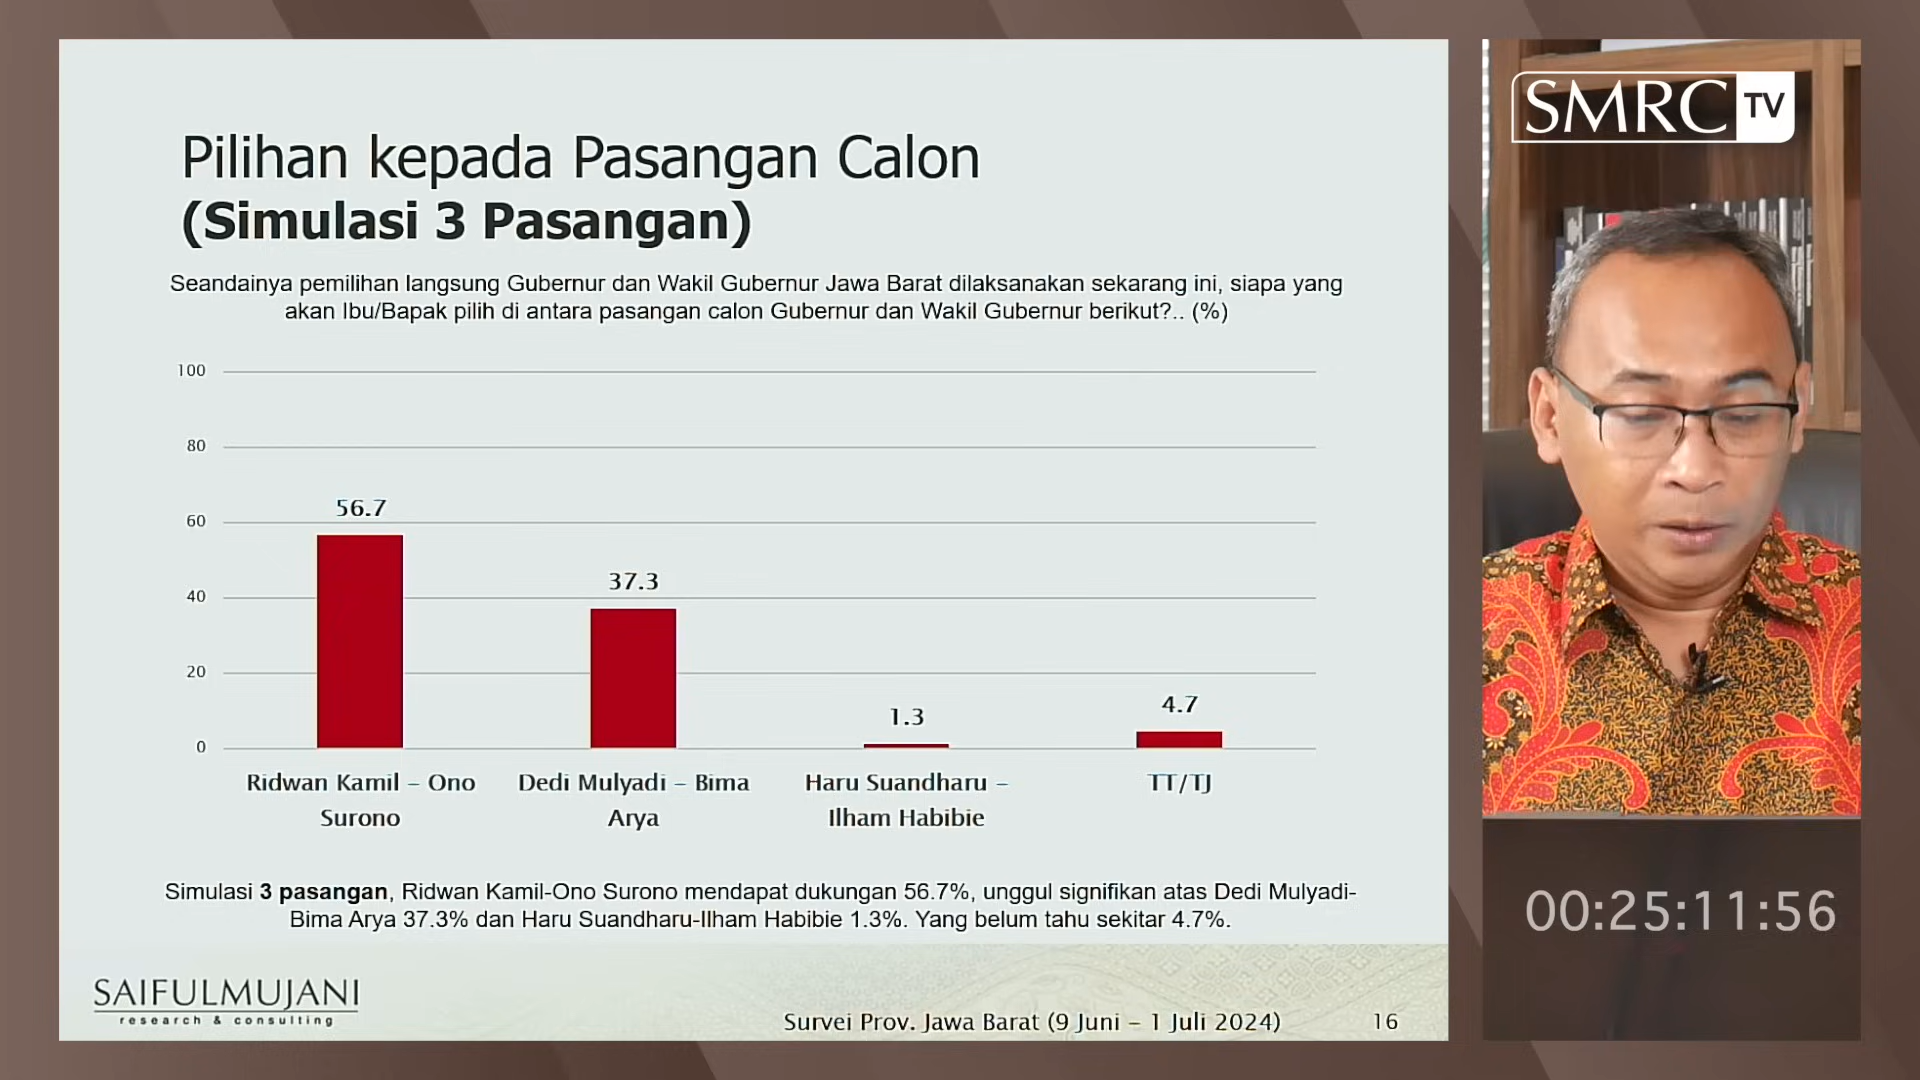 Pilihan kepada Pasangan Calon
(Simulasi 3 Pasangan)
Seandainya pemilihan langsung Gubernur dan Wakil Gubernur Jawa Barat dilaksanakan sekarang ini, siapa yang
akan Ibu/Bapak pilih di antara pasangan calon Gubernur dan Wakil Gubernur berikut?.. (%)
100
80
60
40
20
0
56.7
37.3
1.3
4.7
Ridwan Kamil – Ono
Surono
Dedi Mulyadi – Bima
Arya
Haru Suandharu –
Ilham Habibie
TT/TJ
Simulasi 3 pasangan, Ridwan Kamil-Ono Surono mendapat dukungan 56.7%, unggul signifikan atas Dedi Mulyadi-
Bima Arya 37.3% dan Haru Suandharu-Ilham Habibie 1.3%. Yang belum tahu sekitar 4.7%.
SAIFULMUJANI
research & consulting
Survei Prov. Jawa Barat (9 Juni – 1 Juli 2024)
16
SMRC TV
00:25:11:56